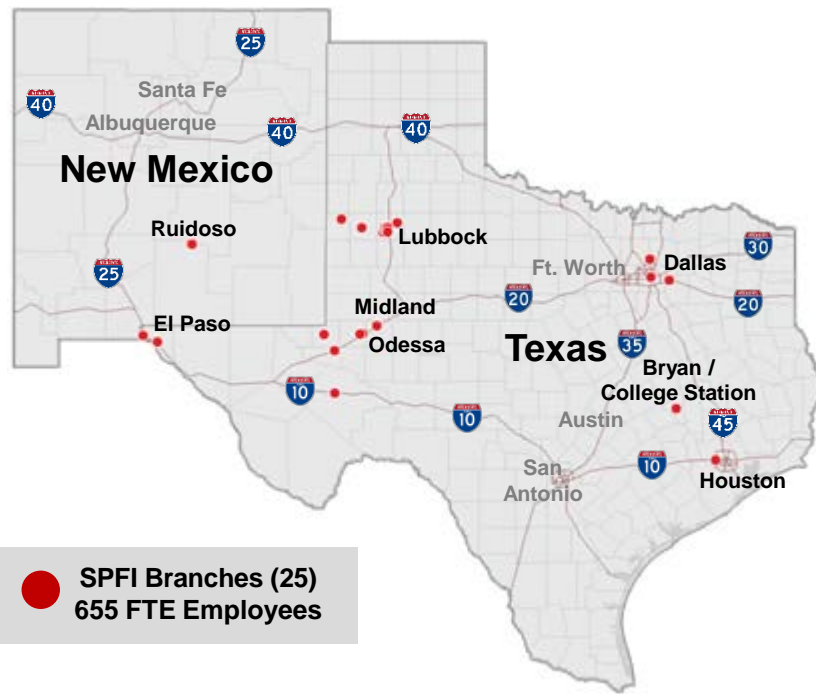 25
Santa Fe
40
Albuquerque
40
40
New Mexico
Ruidoso
Lubbock
30
25
Ft. Worth
Dallas
20
20
Midland
El Paso
Odessa
Texas
35
Bryan /
College Station
10
10
Austin
45
San
Antonio
10
Houston
SPFI Branches (25)
655 FTE Employees